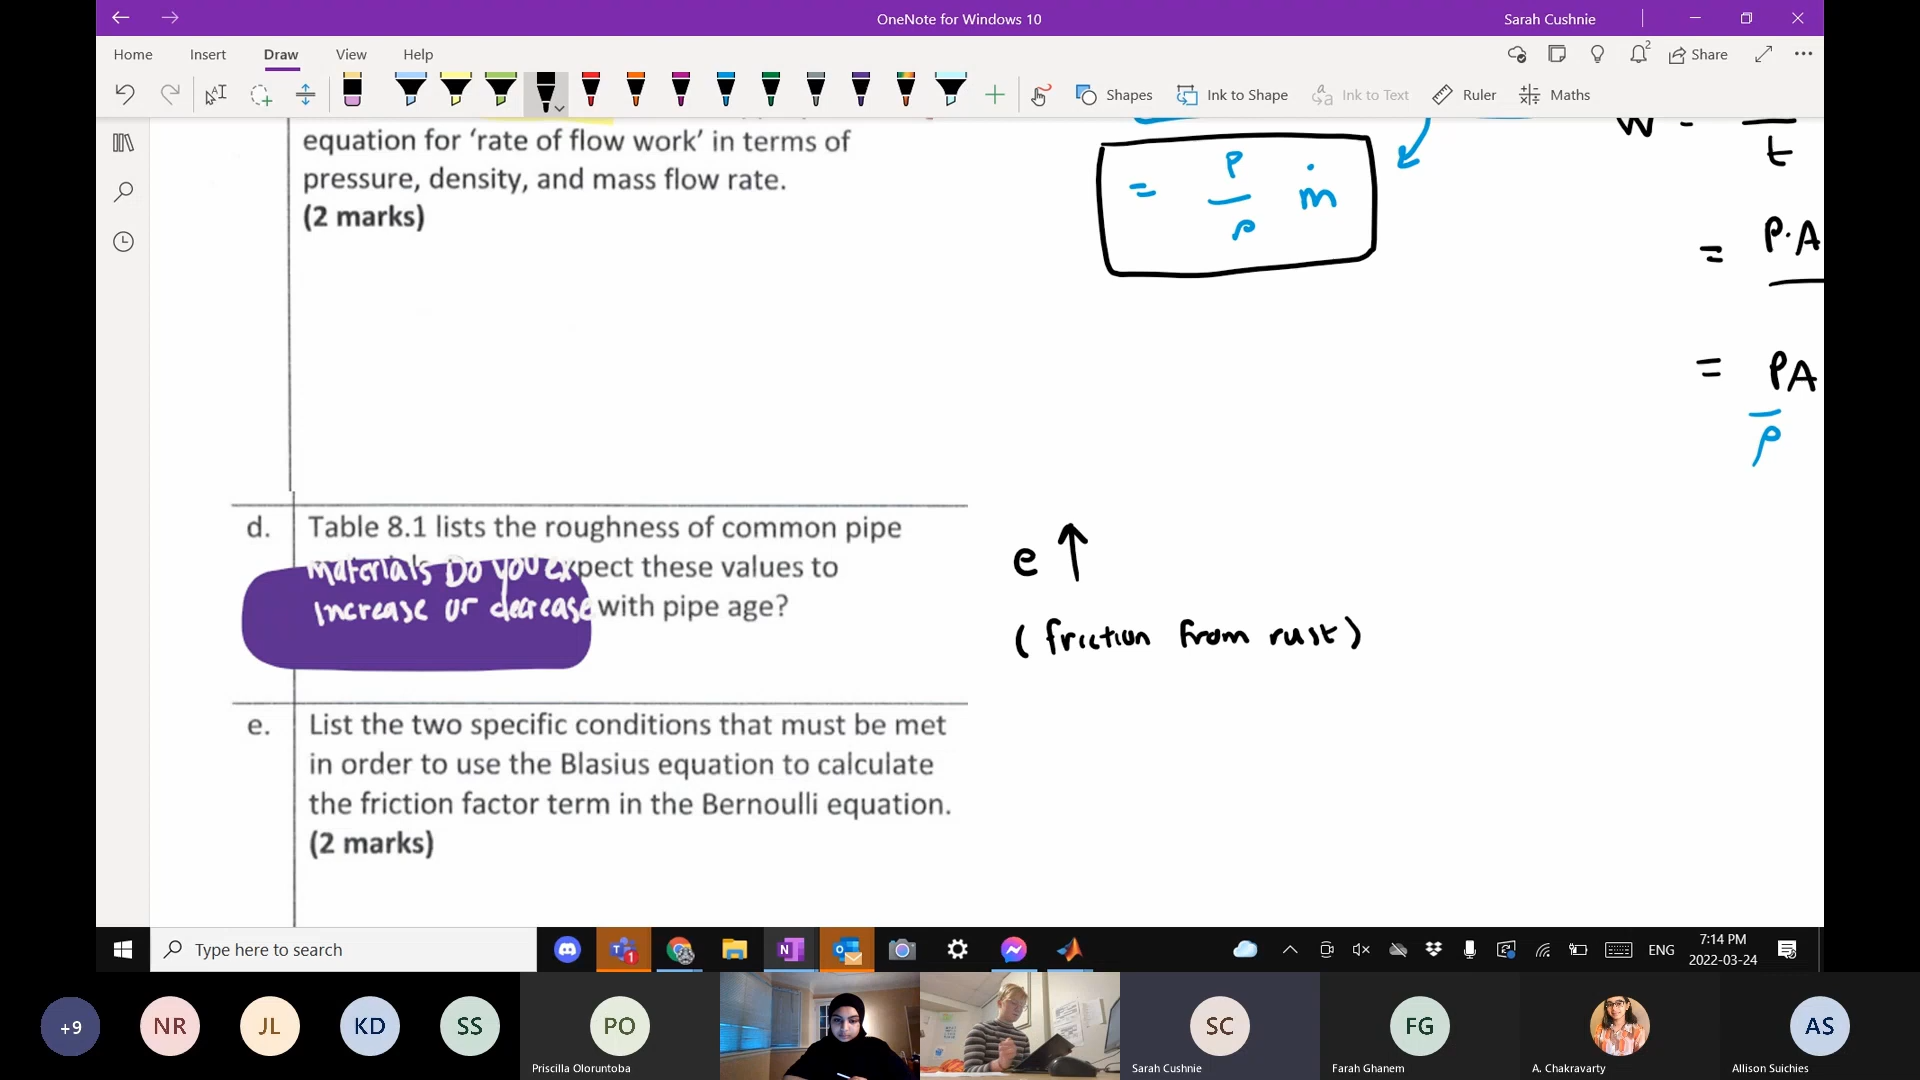 OneNote for Windows 10
Sarah Cushnie
Home Insert Draw View Help
2
Share
Shapes
Ink to Shape
Ink to Text
Ruler
Maths
equation for ‘rate of flow work’ in terms of
pressure, density, and mass flow rate.
(2 marks)
= P/ρ ṁ
Ẇ =
t
= P·A
= PA
ρ
d. Table 8.1 lists the roughness of common pipe
materials Do you expect these values to
increase or decrease with pipe age?
e ↑
(friction from rust)
e. List the two specific conditions that must be met
in order to use the Blasius equation to calculate
the friction factor term in the Bernoulli equation.
(2 marks)
Type here to search
1
ENG
7:14 PM
2022-03-24
+9
NR
JL
KD
SS
PO
SC
FG
AS
Priscilla Oloruntoba
Sarah Cushnie
Farah Ghanem
A. Chakravarty
Allison Suichies